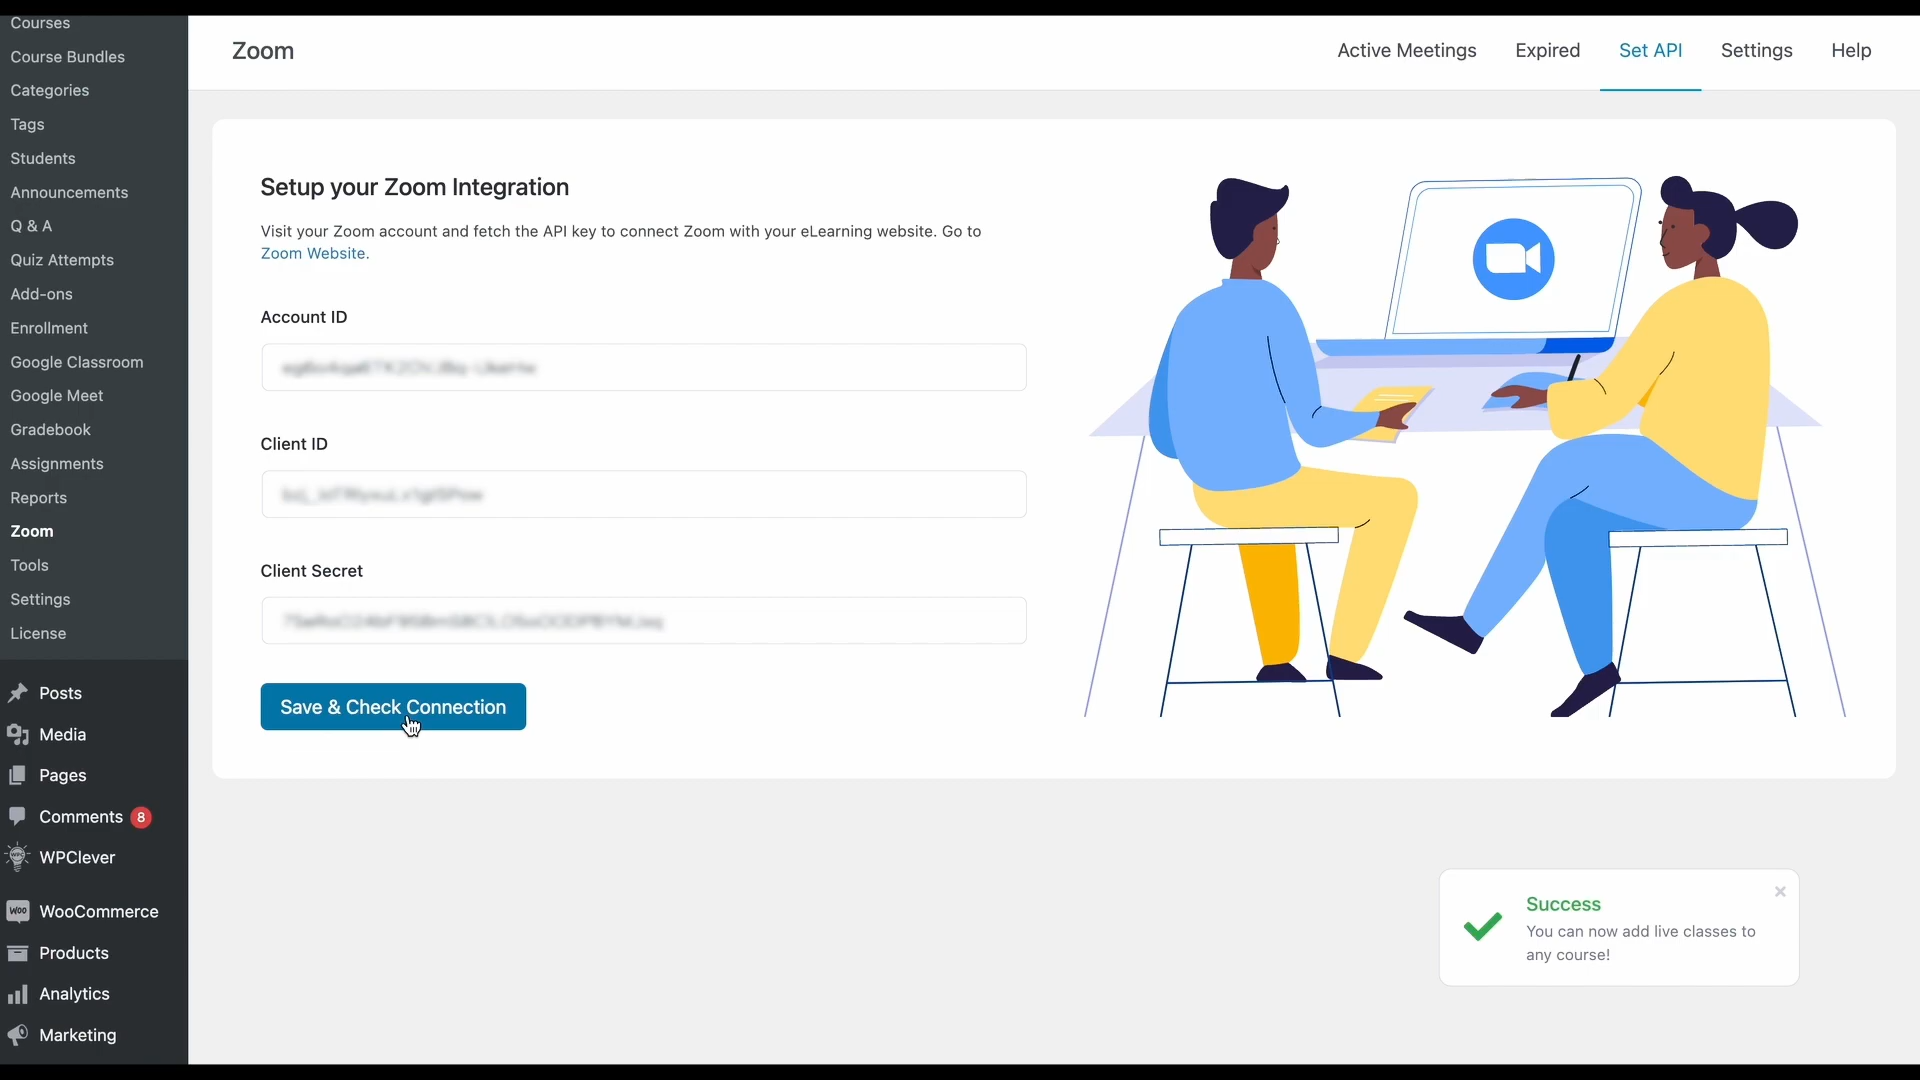 Courses
Course Bundles
Categories
Tags
Students
Announcements
Q & A
Quiz Attempts
Add-ons
Enrollment
Google Classroom
Google Meet
Gradebook
Assignments
Reports
Zoom
Tools
Settings
License
Posts
Media
Pages
Comments 8
WPClever
Woo WooCommerce
Products
Analytics
Marketing
Zoom
Active Meetings Expired Set API Settings Help
Setup your Zoom Integration
Visit your Zoom account and fetch the API key to connect Zoom with your eLearning website. Go to
Zoom Website.
Account ID
Client ID
Client Secret
Save & Check Connection
Success
You can now add live classes to
any course!